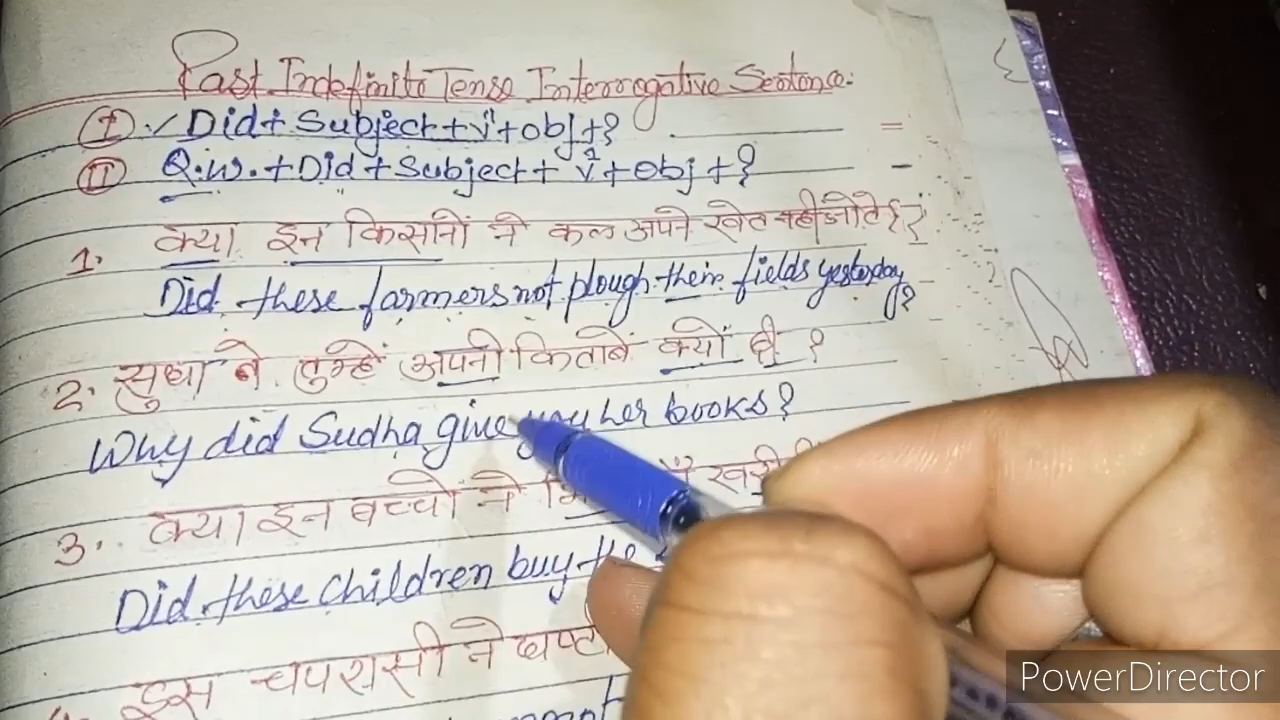 Past Indefinite Tense Interrogative Sentence.
I Did + Subject + V¹ + obj + ?
II Q.W. + Did + Subject + V¹ + Obj + ?
1. क्या इन किसानों ने कल अपने खेत नहीं जोते ?
Did these farmers not plough their fields yesterday?
2. सुधा ने तुम्हें अपनी किताबें क्यों दी ?
Why did Sudha give you her books?
3. क्या इन बच्चों ने
Did these children buy the
इस चपरासी ने
not
PowerDirector